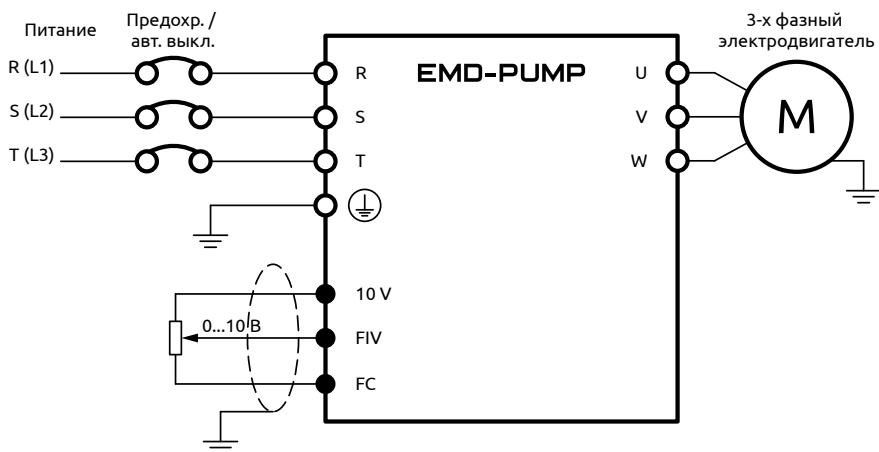 Питание
Предохр. /
авт. выкл.
3-х фазный
электродвигатель
R (L1)
R
EMD-PUMP
U
S (L2)
S
V
M
T (L3)
T
W
10 V
0...10 В
FIV
FC